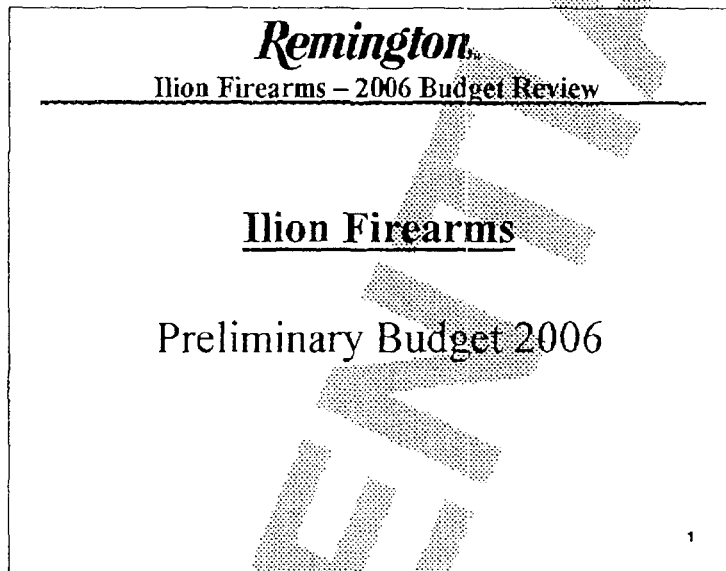 Remington
Ilion Firearms – 2006 Budget Review
Ilion Firearms
Preliminary Budget 2006
1